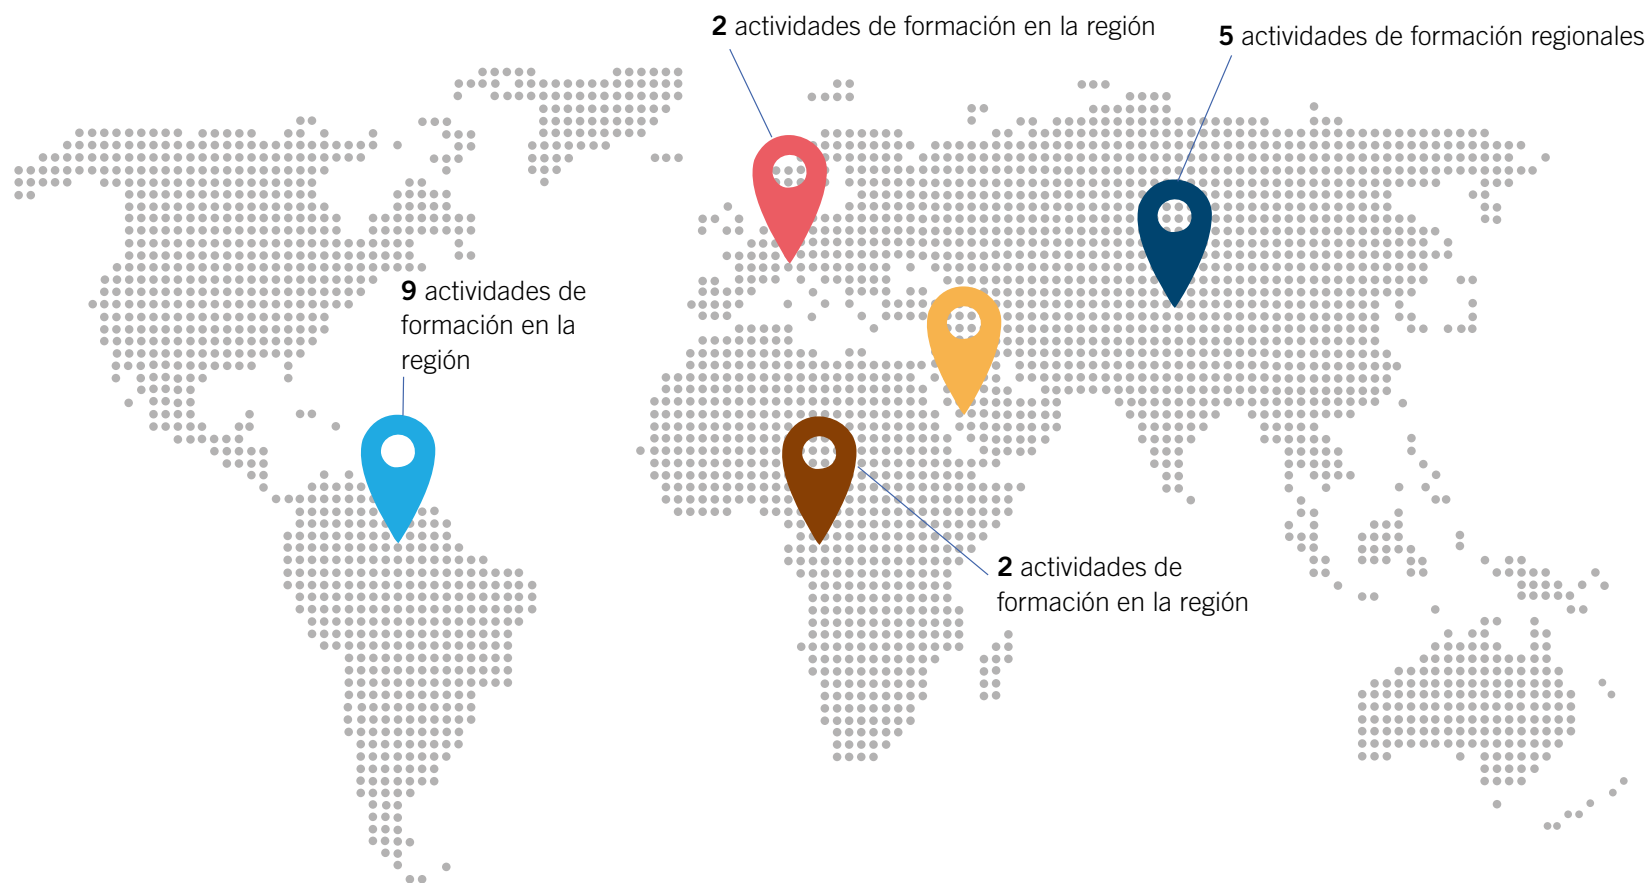 2 actividades de formación en la región
5 actividades de formación regionales
9 actividades de
formación en la
región
2 actividades de
formación en la región